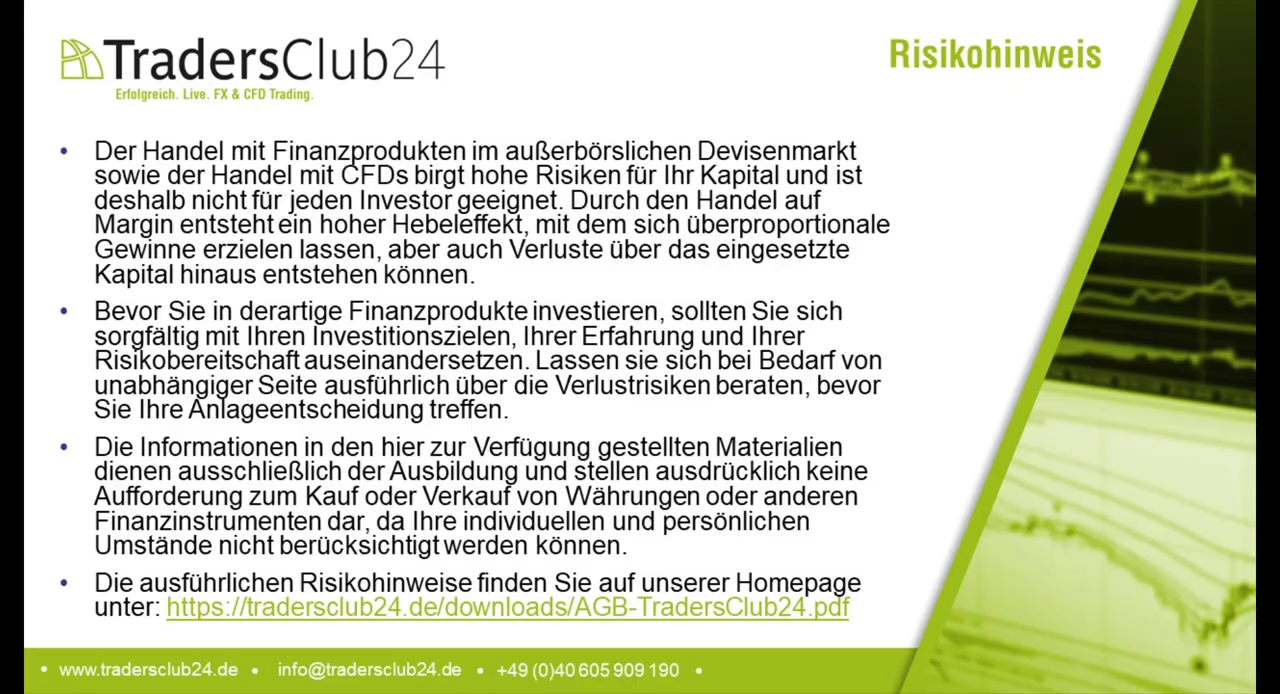 TradersClub24
Erfolgreich. Live. FX & CFD Trading.
Risikohinweis
• Der Handel mit Finanzprodukten im außerbörslichen Devisenmarkt
sowie der Handel mit CFDs birgt hohe Risiken für Ihr Kapital und ist
deshalb nicht für jeden Investor geeignet. Durch den Handel auf
Margin entsteht ein hoher Hebeleffekt, mit dem sich überproportionale
Gewinne erzielen lassen, aber auch Verluste über das eingesetzte
Kapital hinaus entstehen können.
• Bevor Sie in derartige Finanzprodukte investieren, sollten Sie sich
sorgfältig mit Ihren Investitionszielen, Ihrer Erfahrung und Ihrer
Risikobereitschaft auseinandersetzen. Lassen sie sich bei Bedarf von
unabhängiger Seite ausführlich über die Verlustrisiken beraten, bevor
Sie Ihre Anlageentscheidung treffen.
• Die Informationen in den hier zur Verfügung gestellten Materialien
dienen ausschließlich der Ausbildung und stellen ausdrücklich keine
Aufforderung zum Kauf oder Verkauf von Währungen oder anderen
Finanzinstrumenten dar, da Ihre individuellen und persönlichen
Umstände nicht berücksichtigt werden können.
• Die ausführlichen Risikohinweise finden Sie auf unserer Homepage
unter: https://tradersclub24.de/downloads/AGB-TradersClub24.pdf
• www.tradersclub24.de • info@tradersclub24.de • +49 (0)40 605 909 190 •